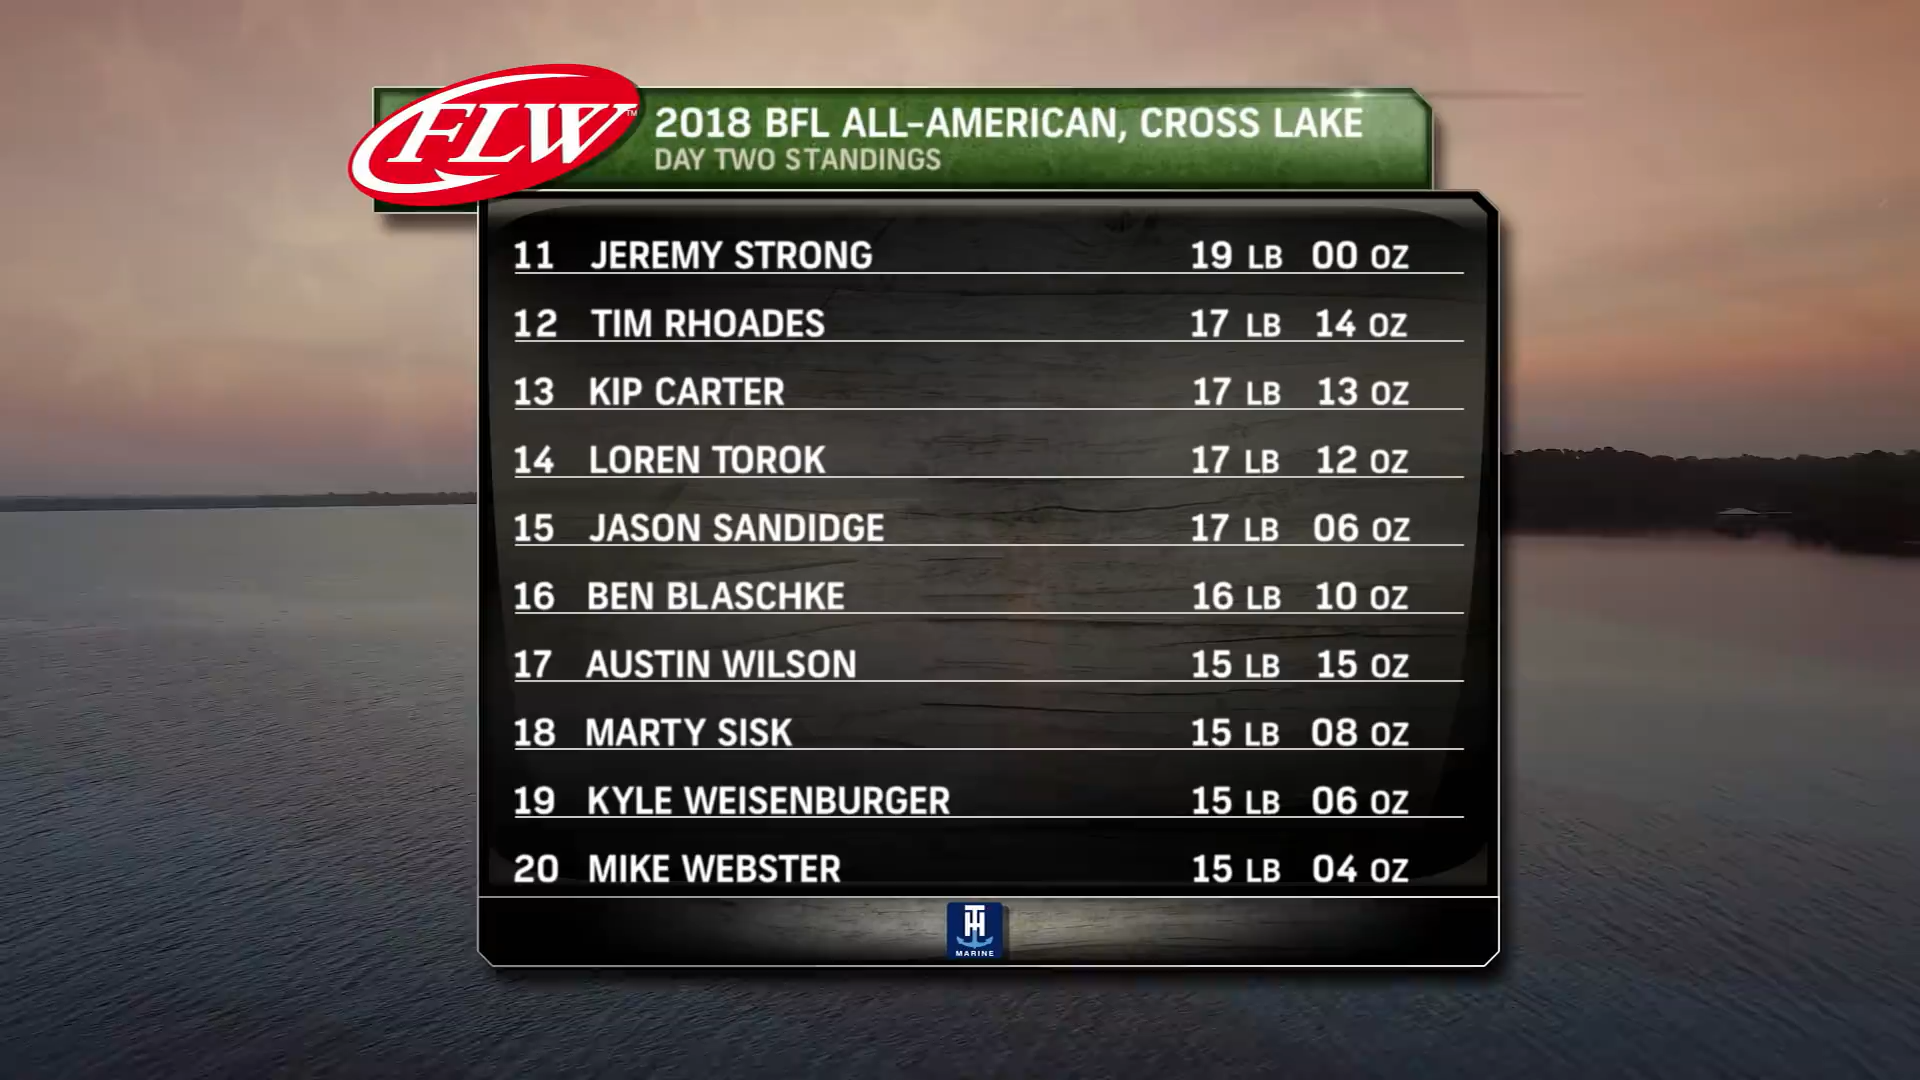 FLW™
2018 BFL ALL-AMERICAN, CROSS LAKE
DAY TWO STANDINGS
11 JEREMY STRONG 19 LB 00 OZ
12 TIM RHOADES 17 LB 14 OZ
13 KIP CARTER 17 LB 13 OZ
14 LOREN TOROK 17 LB 12 OZ
15 JASON SANDIDGE 17 LB 06 OZ
16 BEN BLASCHKE 16 LB 10 OZ
17 AUSTIN WILSON 15 LB 15 OZ
18 MARTY SISK 15 LB 08 OZ
19 KYLE WEISENBURGER 15 LB 06 OZ
20 MIKE WEBSTER 15 LB 04 OZ
TH
MARINE